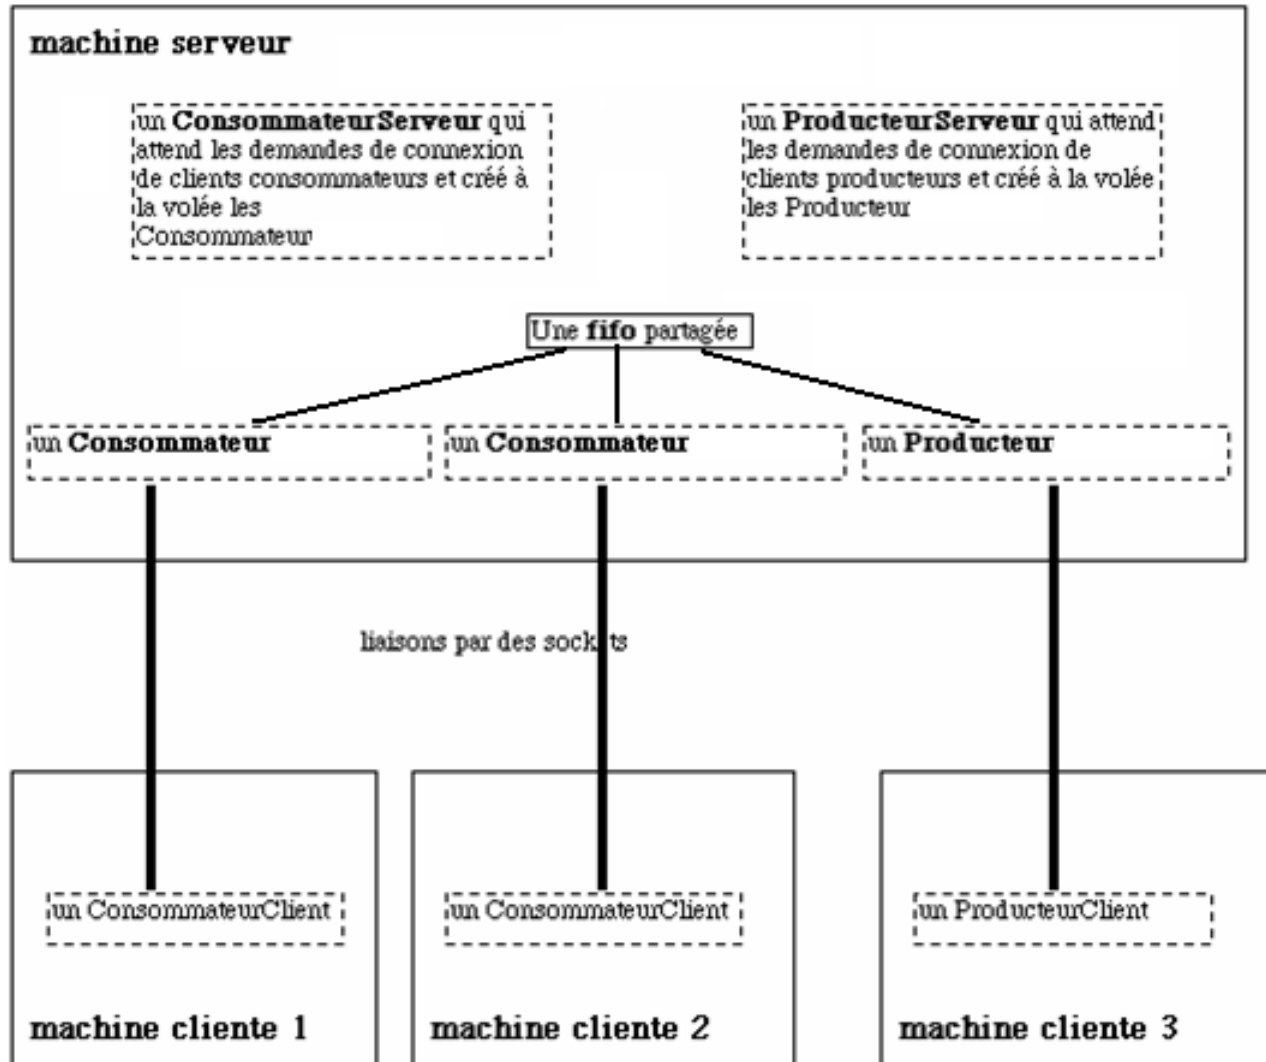 machine serveur
un ConsommateurServeur qui
attend les demandes de connexion
de clients consommateurs et créé à
la volée les
Consommateur
un ProducteurServeur qui attend
les demandes de connexion de
clients producteurs et créé à la volée
les Producteur
Une fifo partagée
un Consommateur
un Consommateur
un Producteur
liaisons par des sockets
un ConsommateurClient
un ConsommateurClient
un ProducteurClient
machine cliente 1
machine cliente 2
machine cliente 3